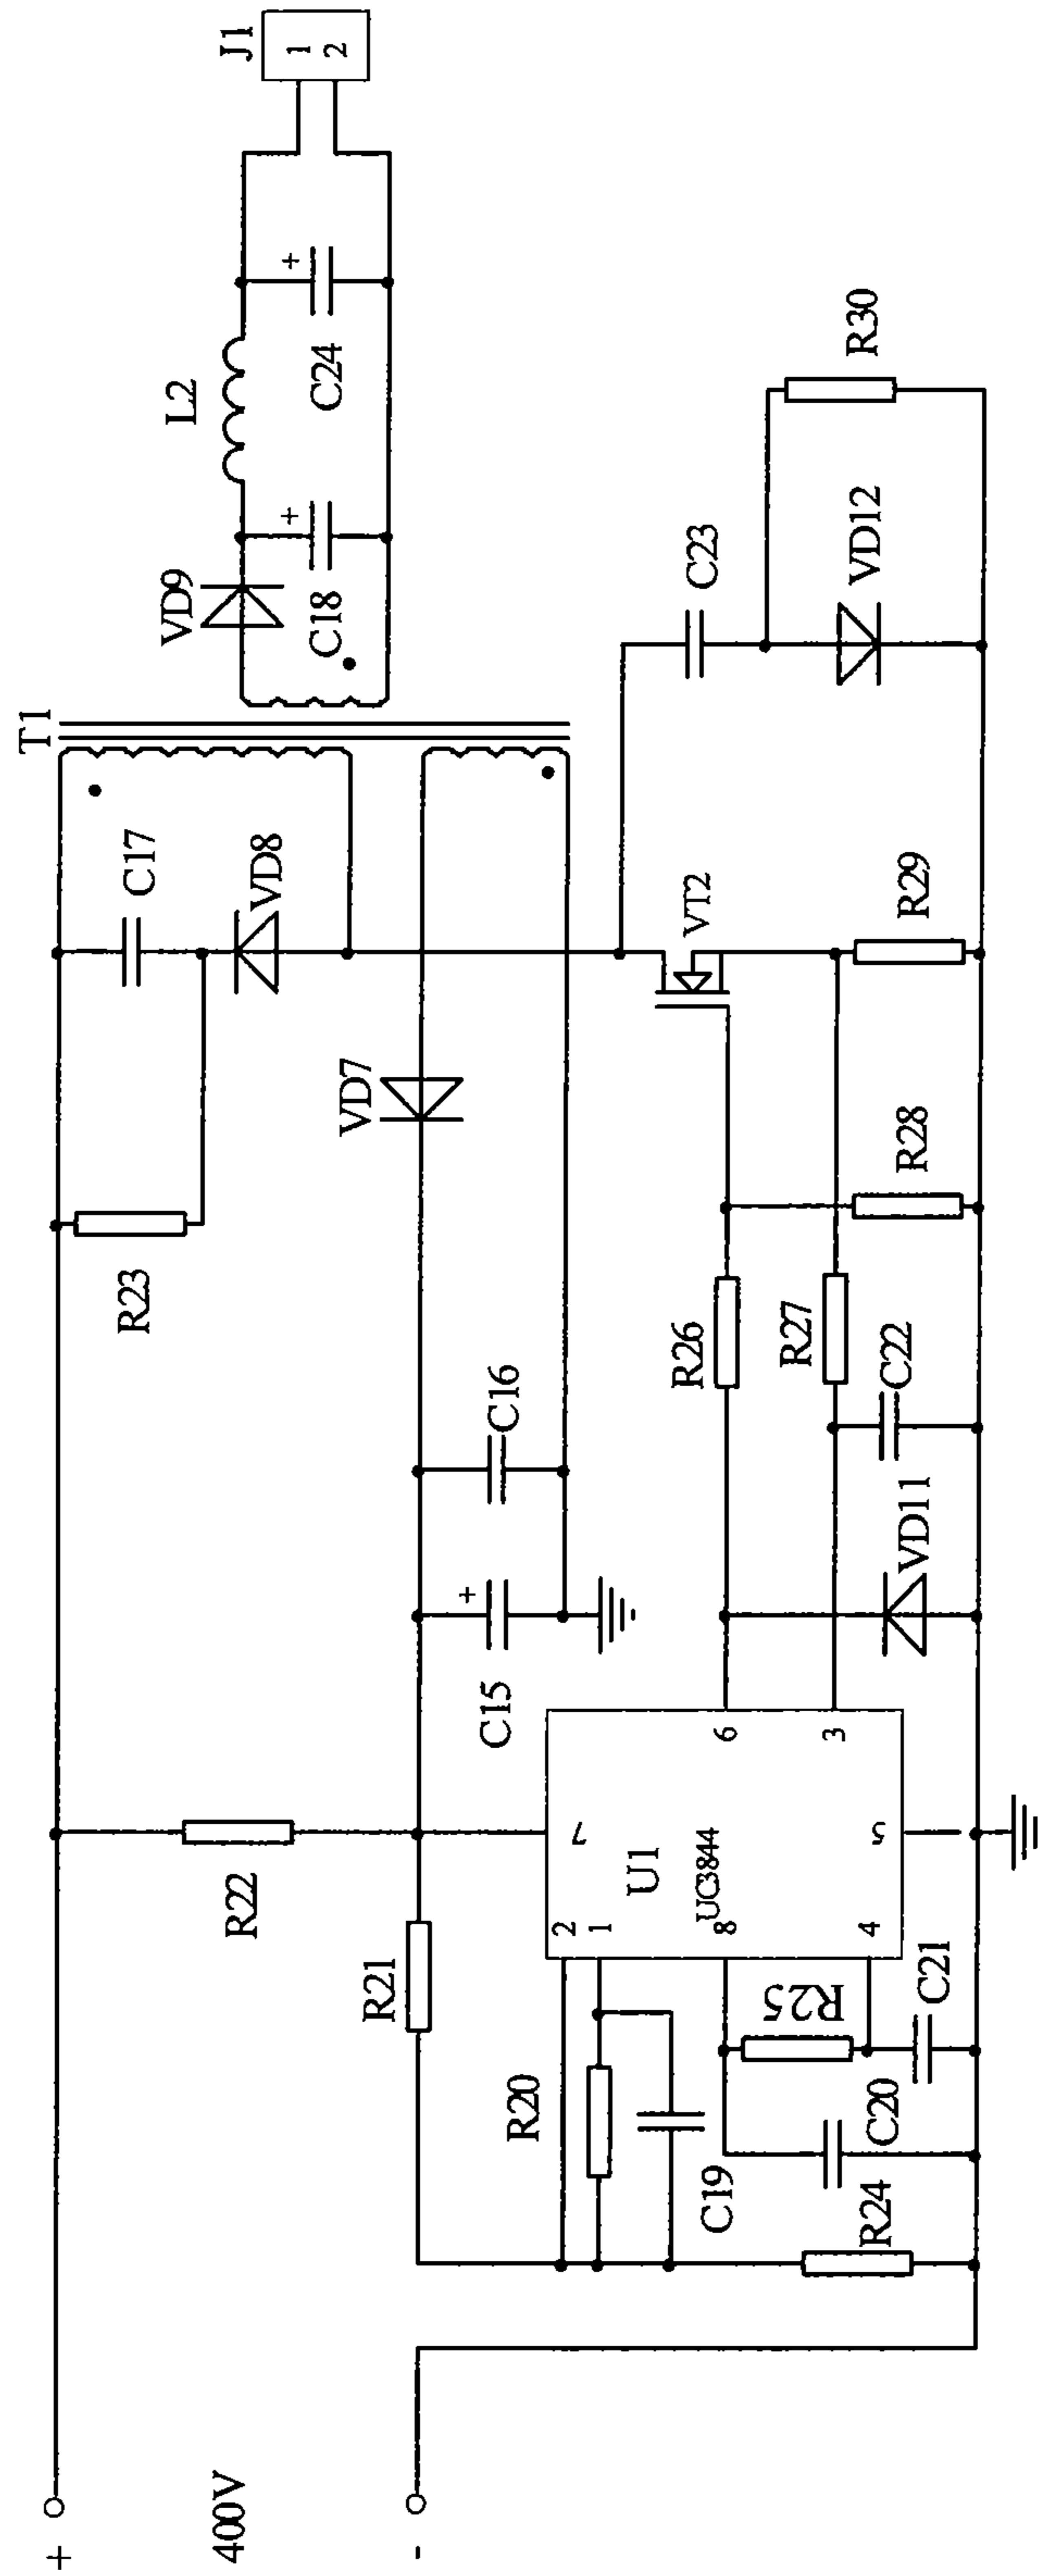 +
400V
-
R23
C17
VD8
T1
VD9
L2
C18
+
C24
+
J1
1
2
R22
R21
VD7
C15
+
C16
R20
C19
2
1
7
U1
UC3844
8
4
5
6
3
R24
C20
R25
C21
VD11
C22
R26
R27
R28
R29
VT2
C23
VD12
R30